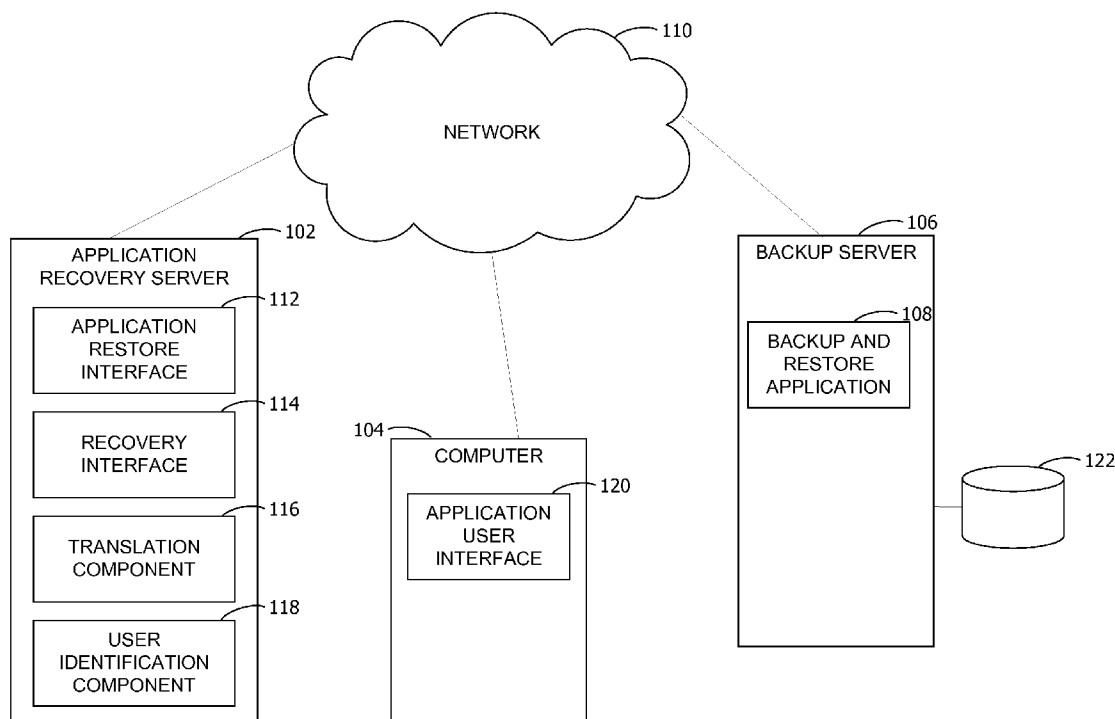 110
NETWORK
102
APPLICATION
RECOVERY SERVER
112
APPLICATION
RESTORE
INTERFACE
114
RECOVERY
INTERFACE
116
TRANSLATION
COMPONENT
118
USER
IDENTIFICATION
COMPONENT
104
COMPUTER
120
APPLICATION
USER
INTERFACE
106
BACKUP SERVER
108
BACKUP AND
RESTORE
APPLICATION
122